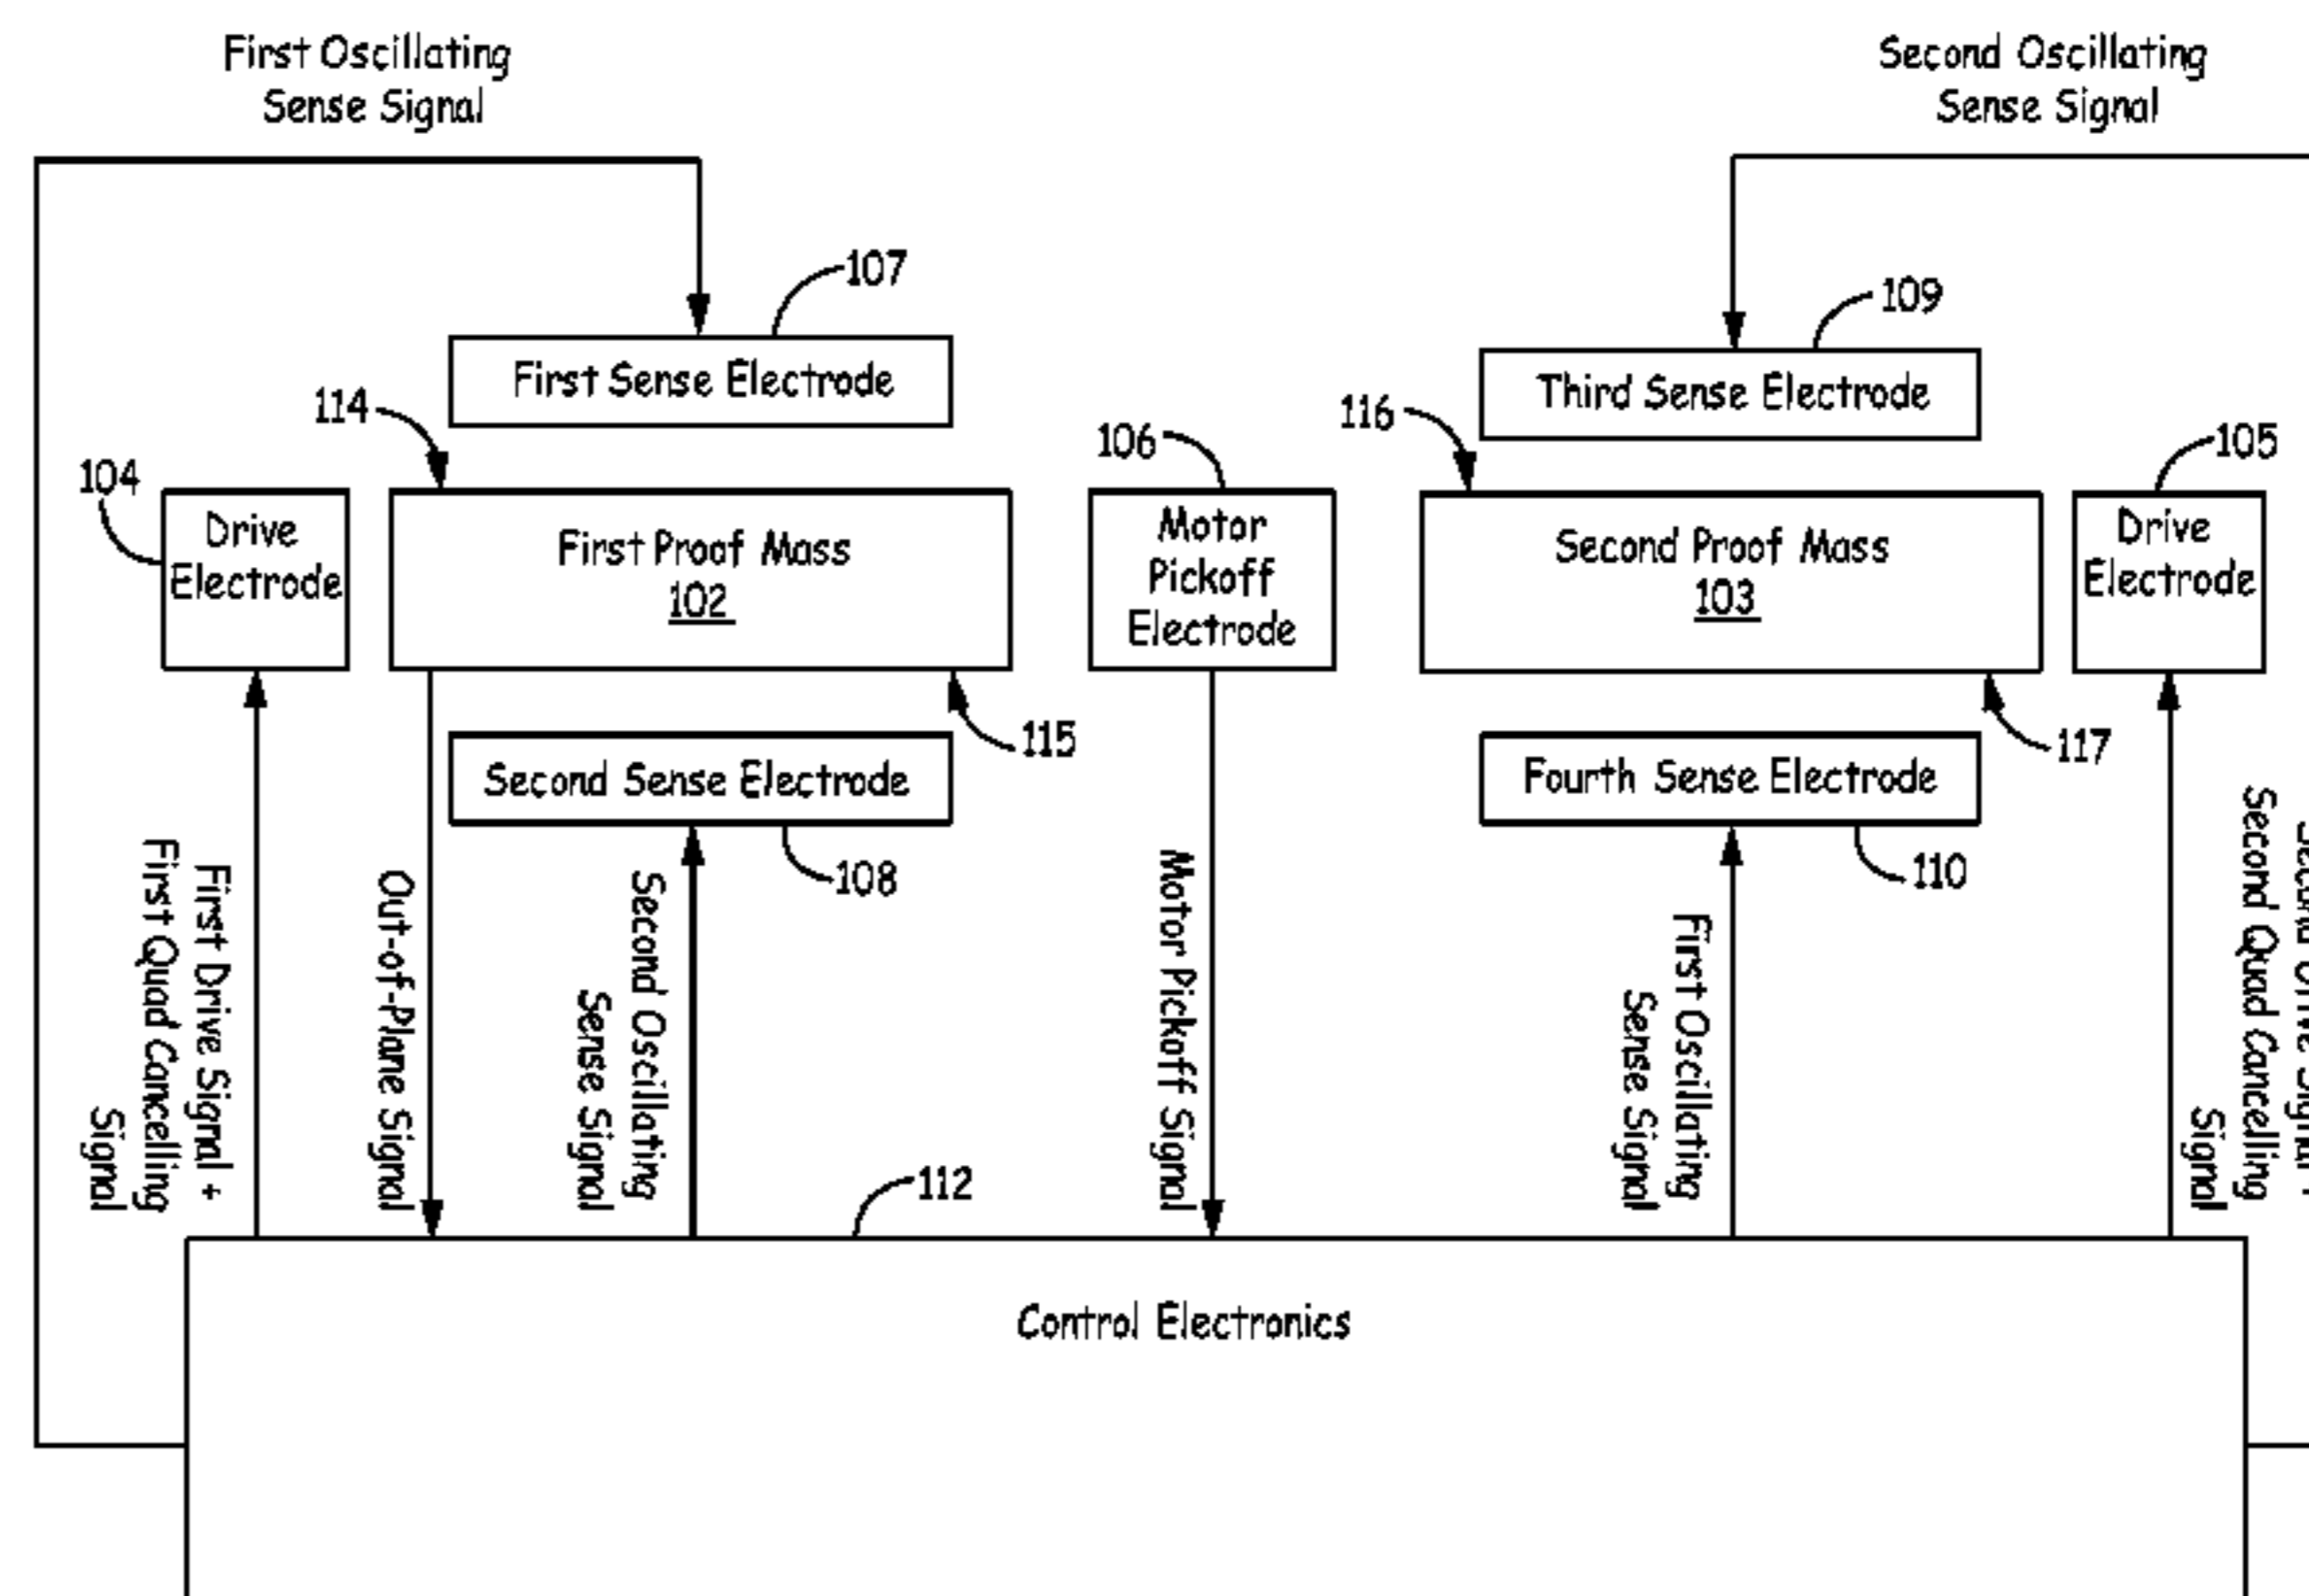 First Oscillating
Sense Signal
Second Oscillating
Sense Signal
107
109
First Sense Electrode
Third Sense Electrode
114
116
106
105
104
Drive
Electrode
First Proof Mass
102
Motor
Pickoff
Electrode
Second Proof Mass
103
Drive
Electrode
115
117
Second Sense Electrode
Fourth Sense Electrode
108
110
First Drive Signal +
First Quad Cancelling
Signal
Out-of-Plane Signal
Second Oscillating
Sense Signal
Motor Pickoff Signal
First Oscillating
Sense Signal
Second Quad Cancelling
Signal
112
Control Electronics